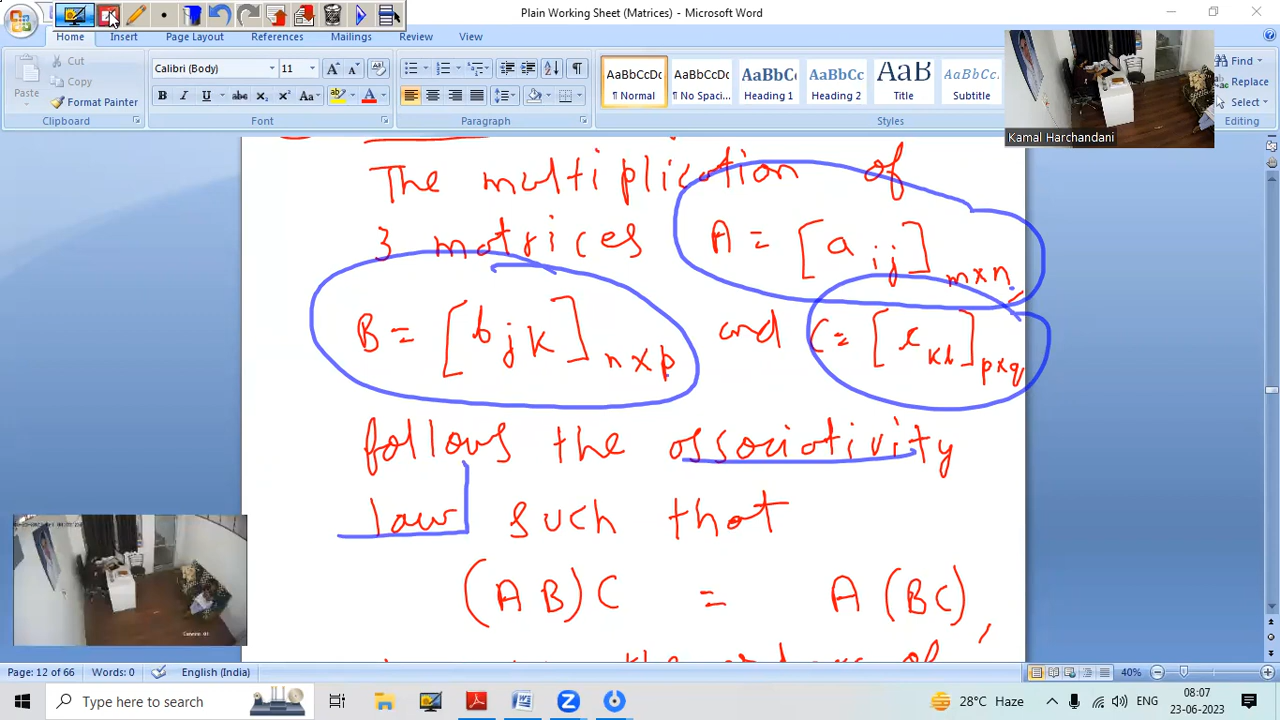 Plain Working Sheet (Matrices) - Microsoft Word
Home Insert Page Layout References Mailings Review View
Cut
Copy
Paste
Format Painter
Clipboard
Calibri (Body) 11
Font
Paragraph
AaBbCcDc AaBbCcDc AaBbC AaBbCc AaB AaBbCc
¶ Normal ¶ No Spaci... Heading 1 Heading 2 Title Subtitle
Styles
Find
Replace
Select
Editing
Kamal Harchandani
The multiplication of
3 matrices A = [a ij] m×n,
B = [b jk] n×p and C = [c kl] p×q
follows the associativity
law such that
(AB)C = A(BC),
Page: 12 of 66 Words: 0 English (India) 40%
Type here to search
28°C Haze ENG 08:07
23-06-2023